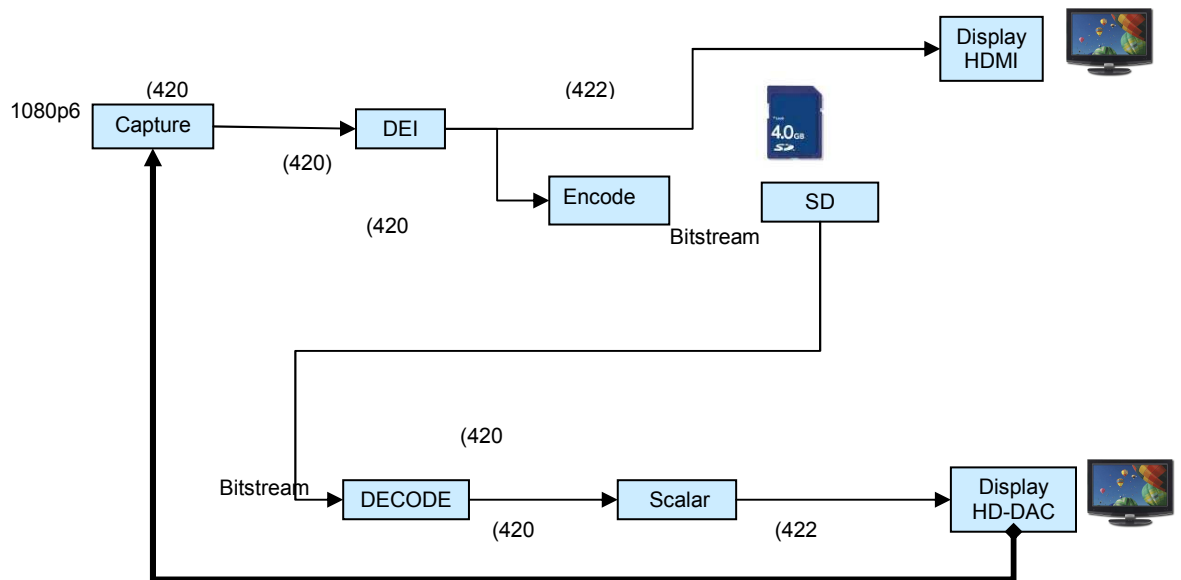 Display
HDMI
(420
(422)
1080p6
Capture
DEI
4.0GB
SD
(420)
Encode
SD
(420
Bitstream
(420
Bitstream
DECODE
Scalar
Display
HD-DAC
(420
(422